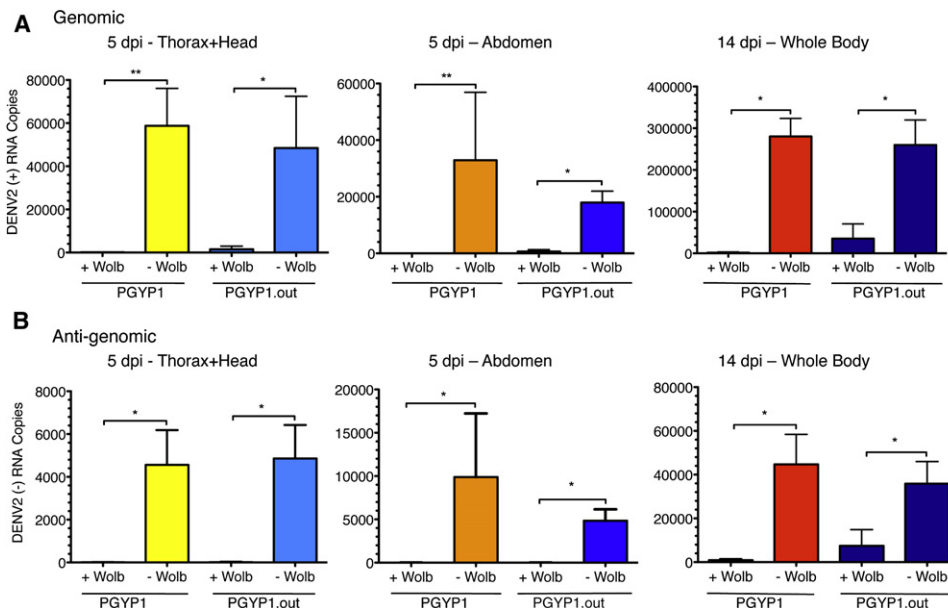 A Genomic
5 dpi - Thorax+Head
5 dpi – Abdomen
14 dpi – Whole Body
DENV2 (+) RNA Copies
80000
60000
40000
20000
0
**
*
+ Wolb
- Wolb
+ Wolb
- Wolb
PGYP1
PGYP1.out
60000
40000
20000
0
**
*
+ Wolb
- Wolb
+ Wolb
- Wolb
PGYP1
PGYP1.out
400000
300000
200000
100000
0
*
*
+ Wolb
- Wolb
+ Wolb
- Wolb
PGYP1
PGYP1.out
B
Anti-genomic
5 dpi - Thorax+Head
5 dpi – Abdomen
14 dpi – Whole Body
DENV2 (-) RNA Copies
8000
6000
4000
2000
0
*
*
+ Wolb
- Wolb
+ Wolb
- Wolb
PGYP1
PGYP1.out
20000
15000
10000
5000
0
*
*
+ Wolb
- Wolb
+ Wolb
- Wolb
PGYP1
PGYP1.out
80000
60000
40000
20000
0
*
*
+ Wolb
- Wolb
+ Wolb
- Wolb
PGYP1
PGYP1.out